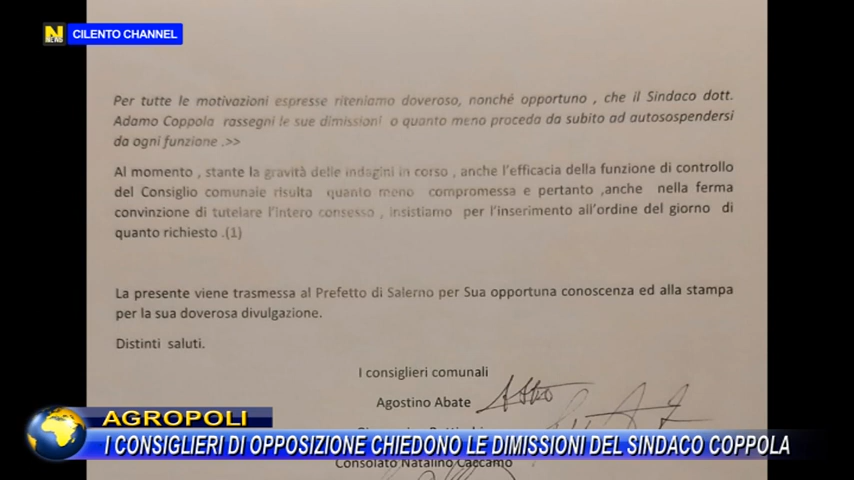 N
NEWS
CILENTO CHANNEL
Per tutte le motivazioni espresse riteniamo doveroso, nonché opportuno , che il Sindaco dott.
Adamo Coppola rassegni le sue dimissioni o quanto meno proceda da subito ad autosospendersi
da ogni funzione .>>
Al momento , stante la gravità delle indagini in corso , anche l'efficacia della funzione di controllo
del Consiglio comunale risulta quanto meno compromessa e pertanto ,anche nella ferma
convinzione di tutelare l'intero consesso , insistiamo per l'inserimento all'ordine del giorno di
quanto richiesto .(1)
La presente viene trasmessa al Prefetto di Salerno per Sua opportuna conoscenza ed alla stampa
per la sua doverosa divulgazione.
Distinti saluti.
I consiglieri comunali
Agostino Abate
AGROPOLI
I CONSIGLIERI DI OPPOSIZIONE CHIEDONO LE DIMISSIONI DEL SINDACO COPPOLA
Consolato Natalino Caccamo